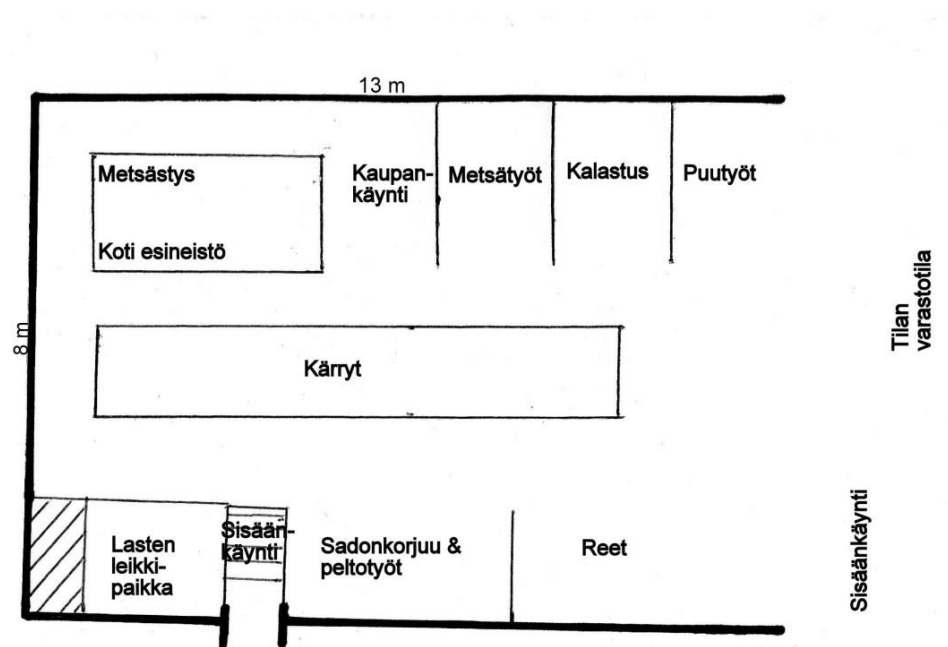 13 m
Metsästys
Kaupan-
käynti
Metsätyöt
Kalastus
Puutyöt
Koti esineistö
8 m
Kärryt
Tilan
varastotila
Lasten
leikki-
paikka
Sisään-
käynti
Sadonkorjuu &
peltotyöt
Reet
Sisäänkäynti